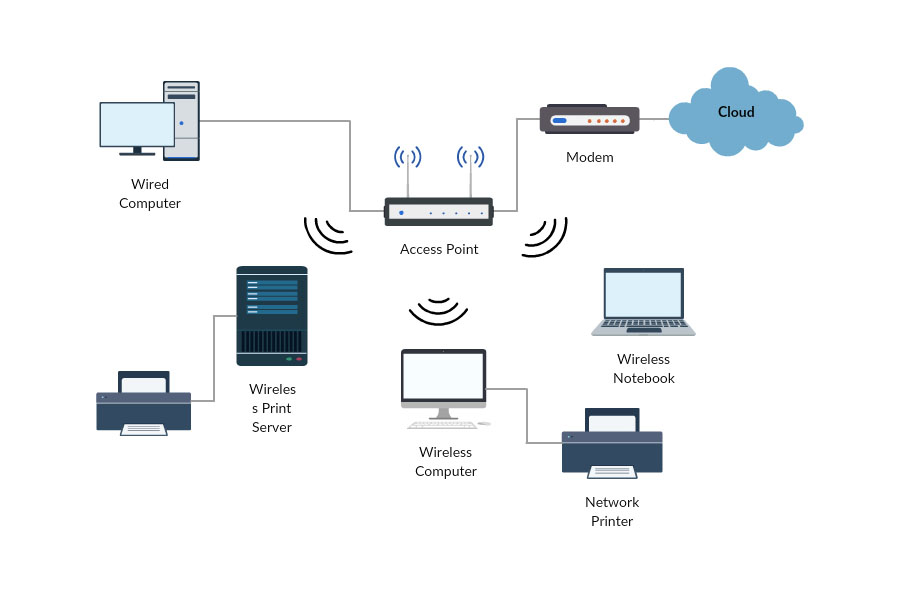 Cloud
Modem
Wired
Computer
Access Point
Wireless
Notebook
Wireles
s Print
Server
Wireless
Computer
Network
Printer